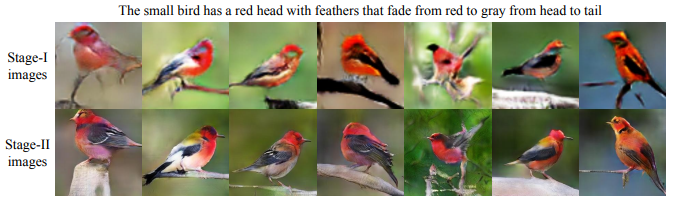 The small bird has a red head with feathers that fade from red to gray from head to tail
Stage-I
images
Stage-II
images